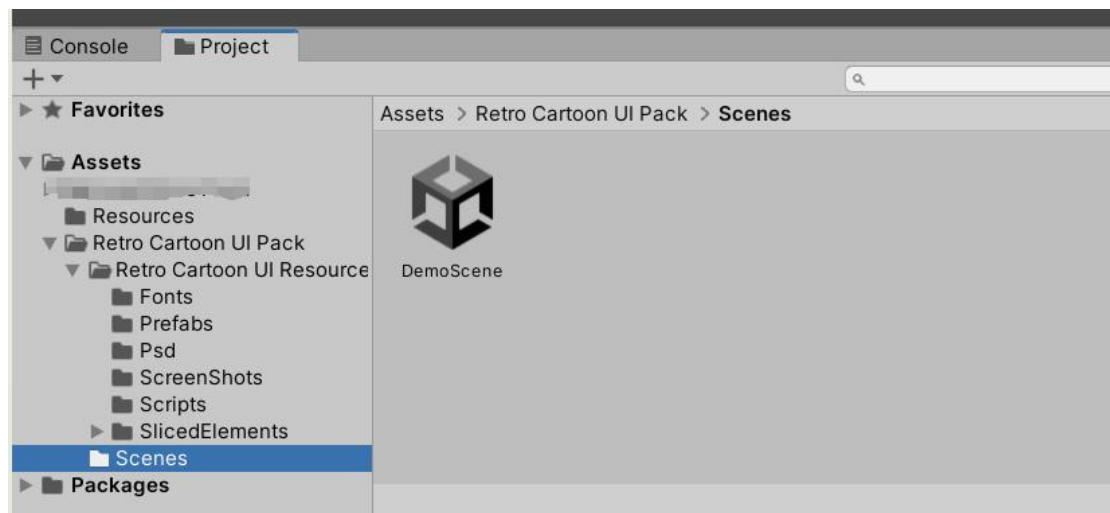 Console Project
Favorites
Assets > Retro Cartoon UI Pack > Scenes
Assets
Resources
Retro Cartoon UI Pack
Retro Cartoon UI Resource
DemoScene
Fonts
Prefabs
Psd
ScreenShots
Scripts
SlicedElements
Scenes
Packages